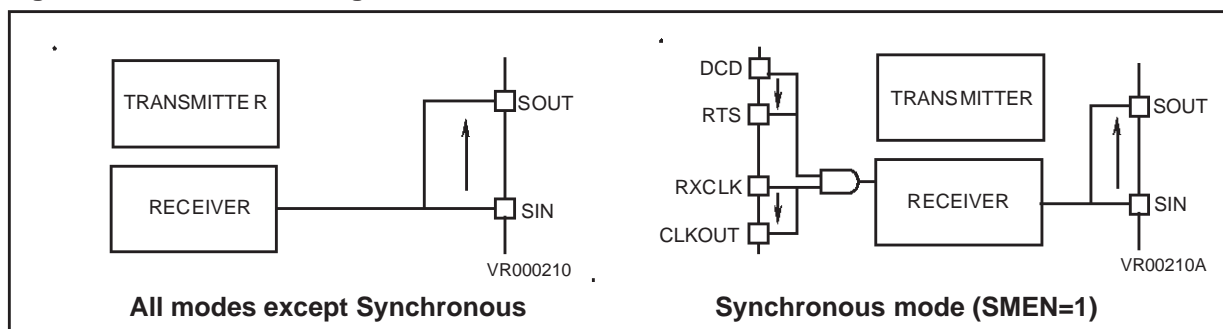 TRANSMITTER
RECEIVER
SOUT
SIN
VR000210
All modes except Synchronous
DCD
RTS
RXCLK
CLKOUT
TRANSMITTER
RECEIVER
SOUT
SIN
VR00210A
Synchronous mode (SMEN=1)